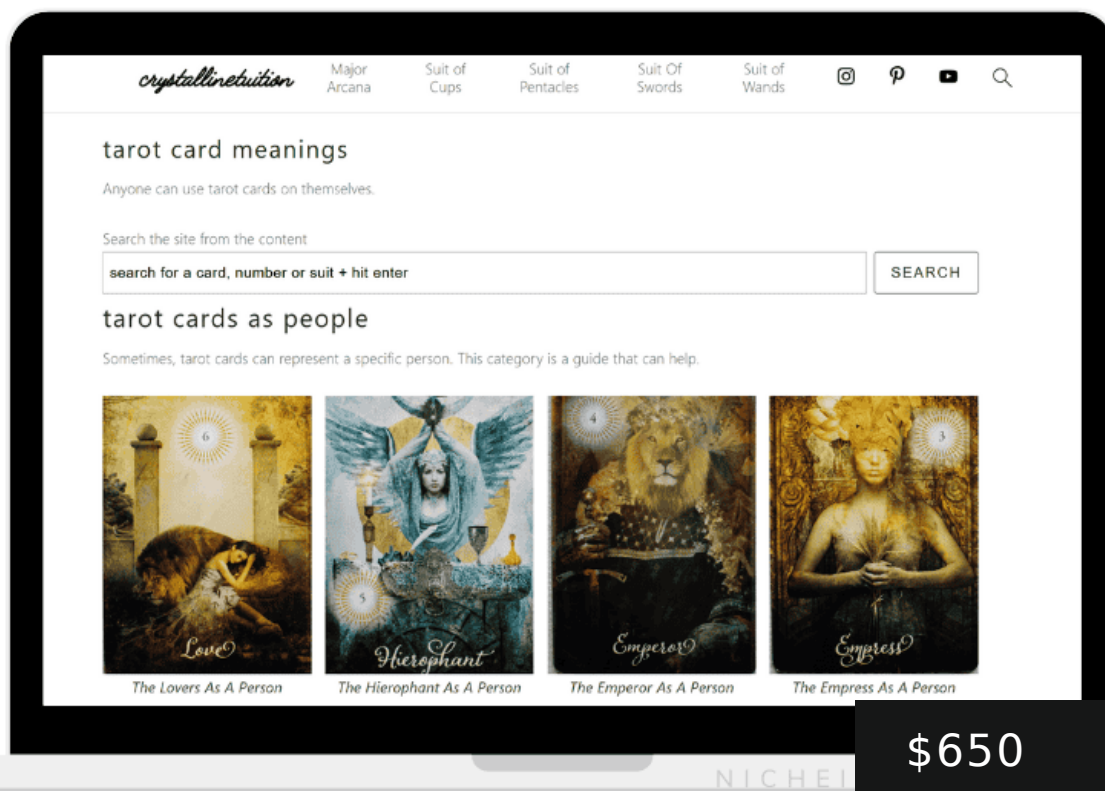 crystallinetuition
Major Arcana
Suit of Cups
Suit of Pentacles
Suit Of Swords
Suit of Wands
tarot card meanings
Anyone can use tarot cards on themselves.
Search the site from the content
search for a card, number or suit + hit enter
SEARCH
tarot cards as people
Sometimes, tarot cards can represent a specific person. This category is a guide that can help.
6
Love
5
Hierophant
4
Emperor
3
Empress
The Lovers As A Person
The Hierophant As A Person
The Emperor As A Person
The Empress As A Person
$650
NICHEI